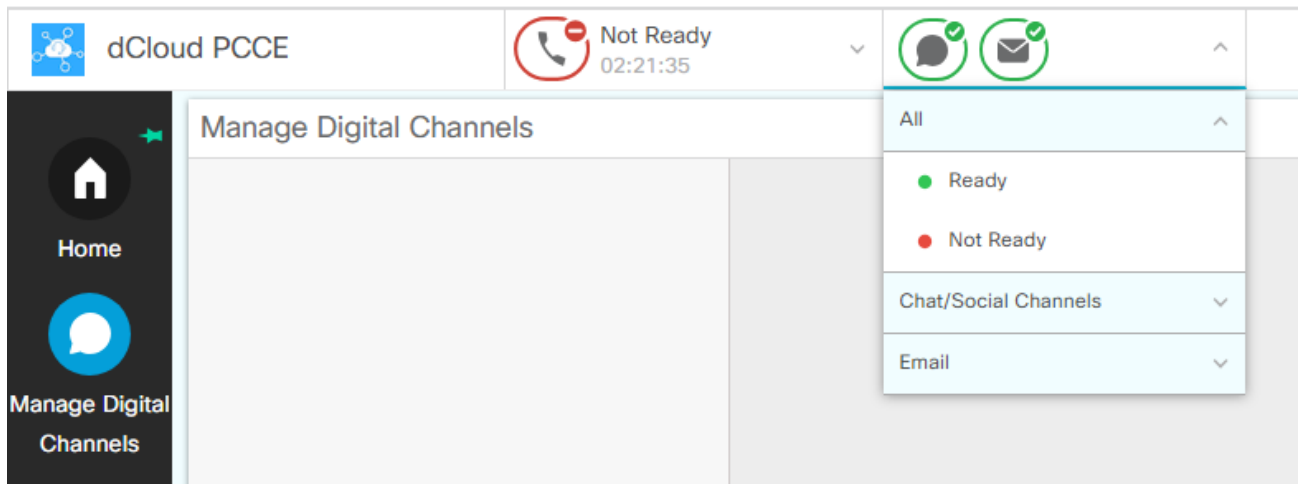 dCloud PCCE
Not Ready
02:21:35
Manage Digital Channels
All
Ready
Not Ready
Chat/Social Channels
Email
Home
Manage Digital
Channels